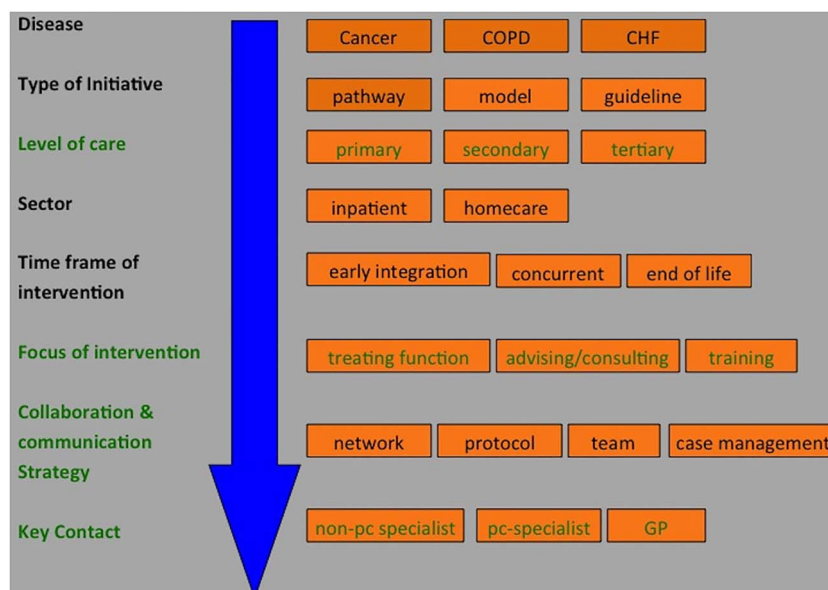 Disease
Cancer COPD CHF
Type of Initiative
pathway model guideline
Level of care
primary secondary tertiary
Sector
inpatient homecare
Time frame of
intervention
early integration concurrent end of life
Focus of intervention
treating function advising/consulting training
Collaboration &
communication
Strategy
network protocol team case management
Key Contact
non-pc specialist pc-specialist GP